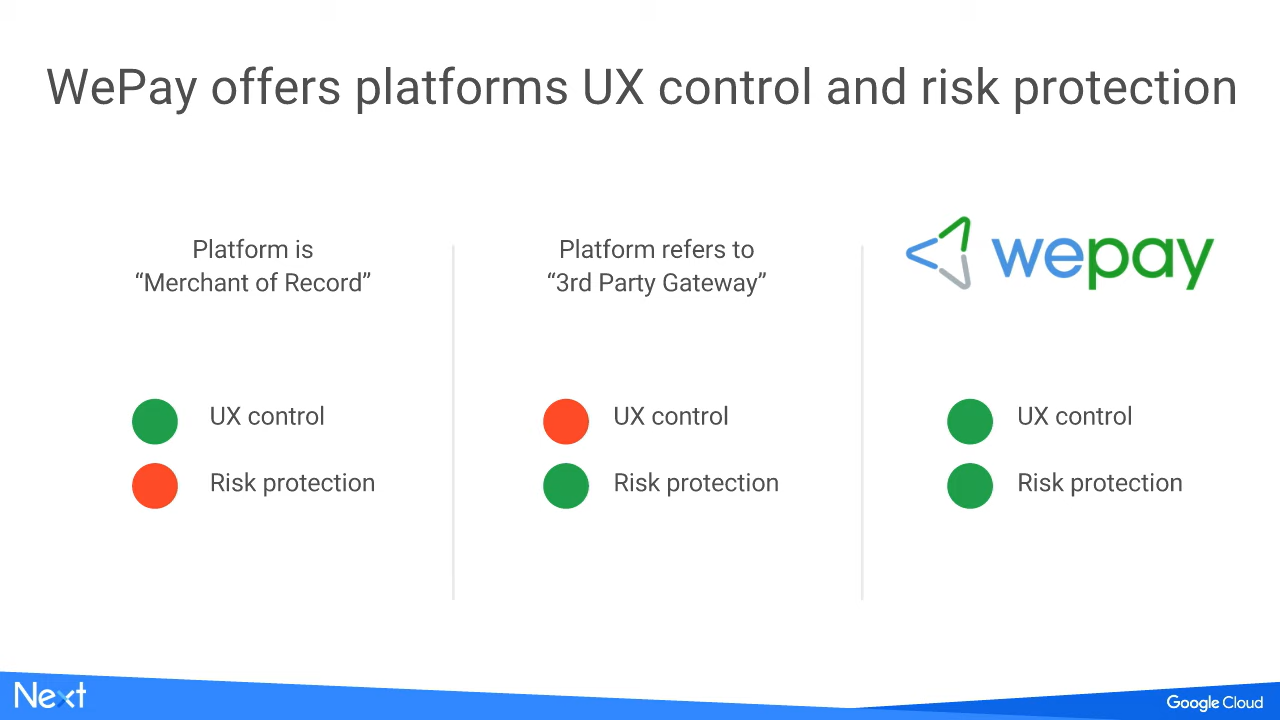 WePay offers platforms UX control and risk protection
Platform is
“Merchant of Record”
UX control
Risk protection
Platform refers to
“3rd Party Gateway”
UX control
Risk protection
wepay
UX control
Risk protection
Next
Google Cloud